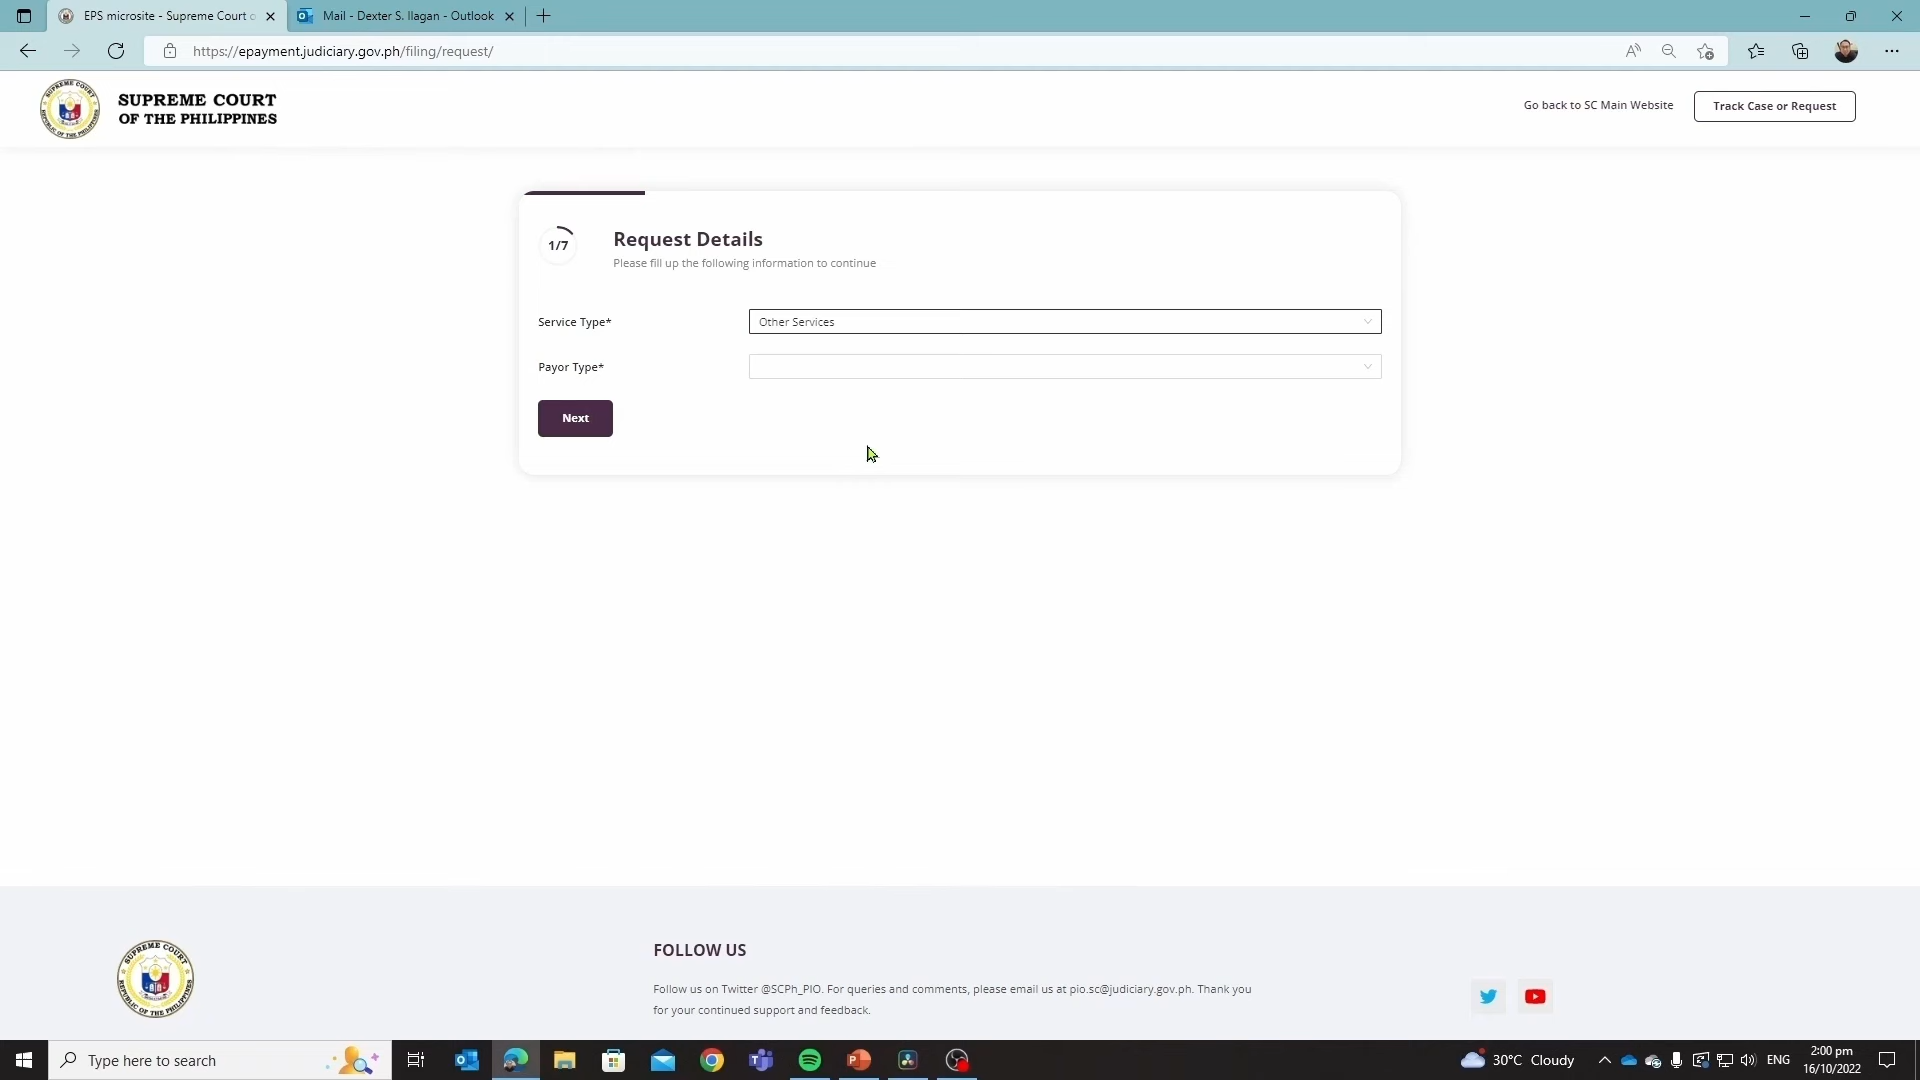 EPS microsite - Supreme Court o
Mail - Dexter S. Ilagan - Outlook
https://epayment.judiciary.gov.ph/filing/request/
SUPREME COURT
OF THE PHILIPPINES
Go back to SC Main Website
Track Case or Request
1/7
Request Details
Please fill up the following information to continue
Service Type*
Other Services
Payor Type*
Next
FOLLOW US
Follow us on Twitter @SCPh_PIO. For queries and comments, please email us at pio.sc@judiciary.gov.ph. Thank you
for your continued support and feedback.
Type here to search
30°C Cloudy
ENG
2:00 pm
16/10/2022